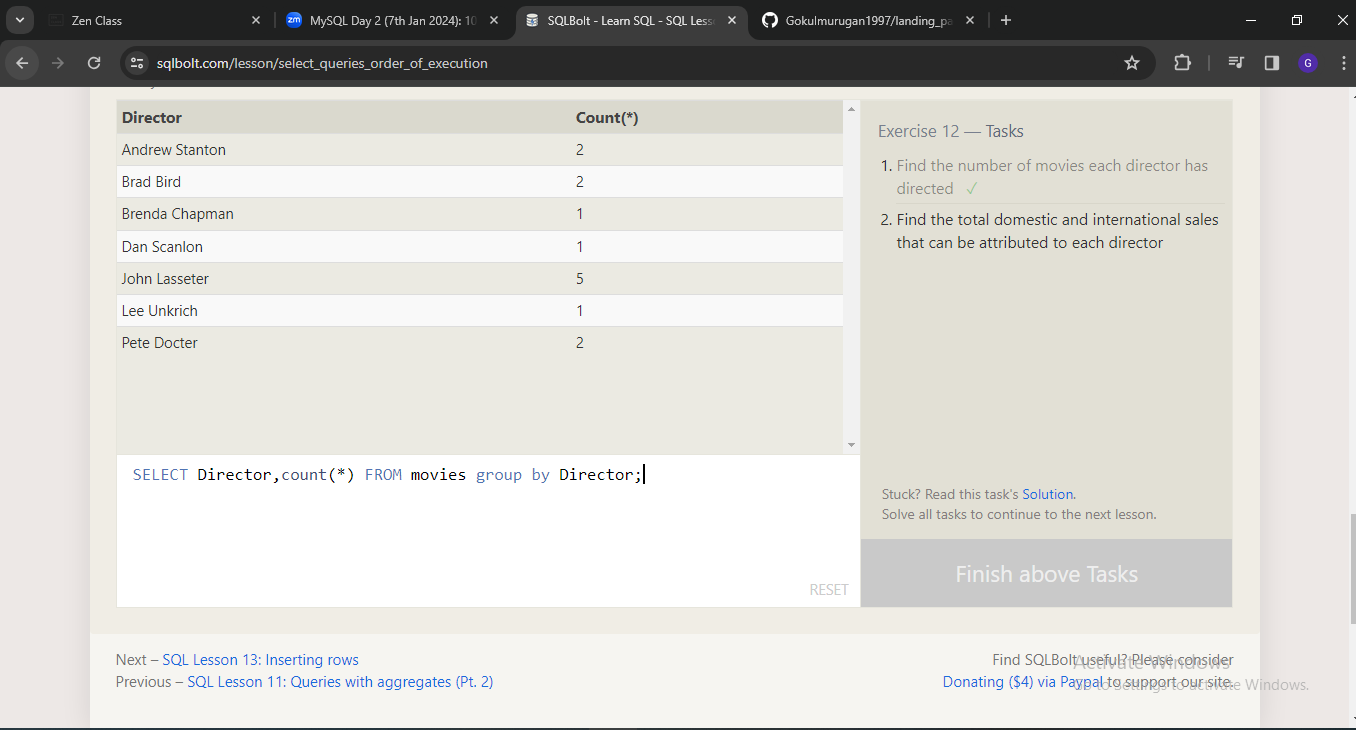 Zen Class
MySQL Day 2 (7th Jan 2024): 10
SQLBolt - Learn SQL - SQL Less
Gokulmurugan1997/landing_pa
sqlbolt.com/lesson/select_queries_order_of_execution
G
Director Count(*)
Andrew Stanton 2
Brad Bird 2
Brenda Chapman 1
Dan Scanlon 1
John Lasseter 5
Lee Unkrich 1
Pete Docter 2
SELECT Director,count(*) FROM movies group by Director;
RESET
Exercise 12 — Tasks
1. Find the number of movies each director has
directed ✓
2. Find the total domestic and international sales
that can be attributed to each director
Stuck? Read this task's Solution.
Solve all tasks to continue to the next lesson.
Finish above Tasks
Next – SQL Lesson 13: Inserting rows
Previous – SQL Lesson 11: Queries with aggregates (Pt. 2)
Find SQLBolt useful? Please consider
Donating ($4) via Paypal to support our site.
Activate Windows
Go to Settings to activate Windows.